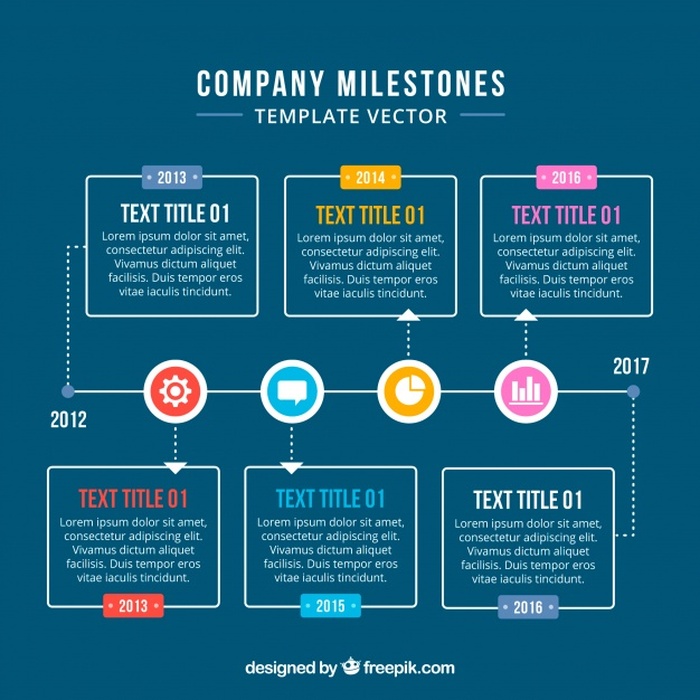 COMPANY MILESTONES
TEMPLATE VECTOR
2013
TEXT TITLE 01
Lorem ipsum dolor sit amet,
consectetur adipiscing elit.
Vivamus dictum aliquet
facilisis. Duis tempor eros
vitae iaculis tincidunt.
2014
TEXT TITLE 01
Lorem ipsum dolor sit amet,
consectetur adipiscing elit.
Vivamus dictum aliquet
facilisis. Duis tempor eros
vitae iaculis tincidunt.
2016
TEXT TITLE 01
Lorem ipsum dolor sit amet,
consectetur adipiscing elit.
Vivamus dictum aliquet
facilisis. Duis tempor eros
vitae iaculis tincidunt.
2012
2017
TEXT TITLE 01
Lorem ipsum dolor sit amet,
consectetur adipiscing elit.
Vivamus dictum aliquet
facilisis. Duis tempor eros
vitae iaculis tincidunt.
2013
TEXT TITLE 01
Lorem ipsum dolor sit amet,
consectetur adipiscing elit.
Vivamus dictum aliquet
facilisis. Duis tempor eros
vitae iaculis tincidunt.
2015
TEXT TITLE 01
Lorem ipsum dolor sit amet,
consectetur adipiscing elit.
Vivamus dictum aliquet
facilisis. Duis tempor eros
vitae iaculis tincidunt.
2016
designed by freepik.com